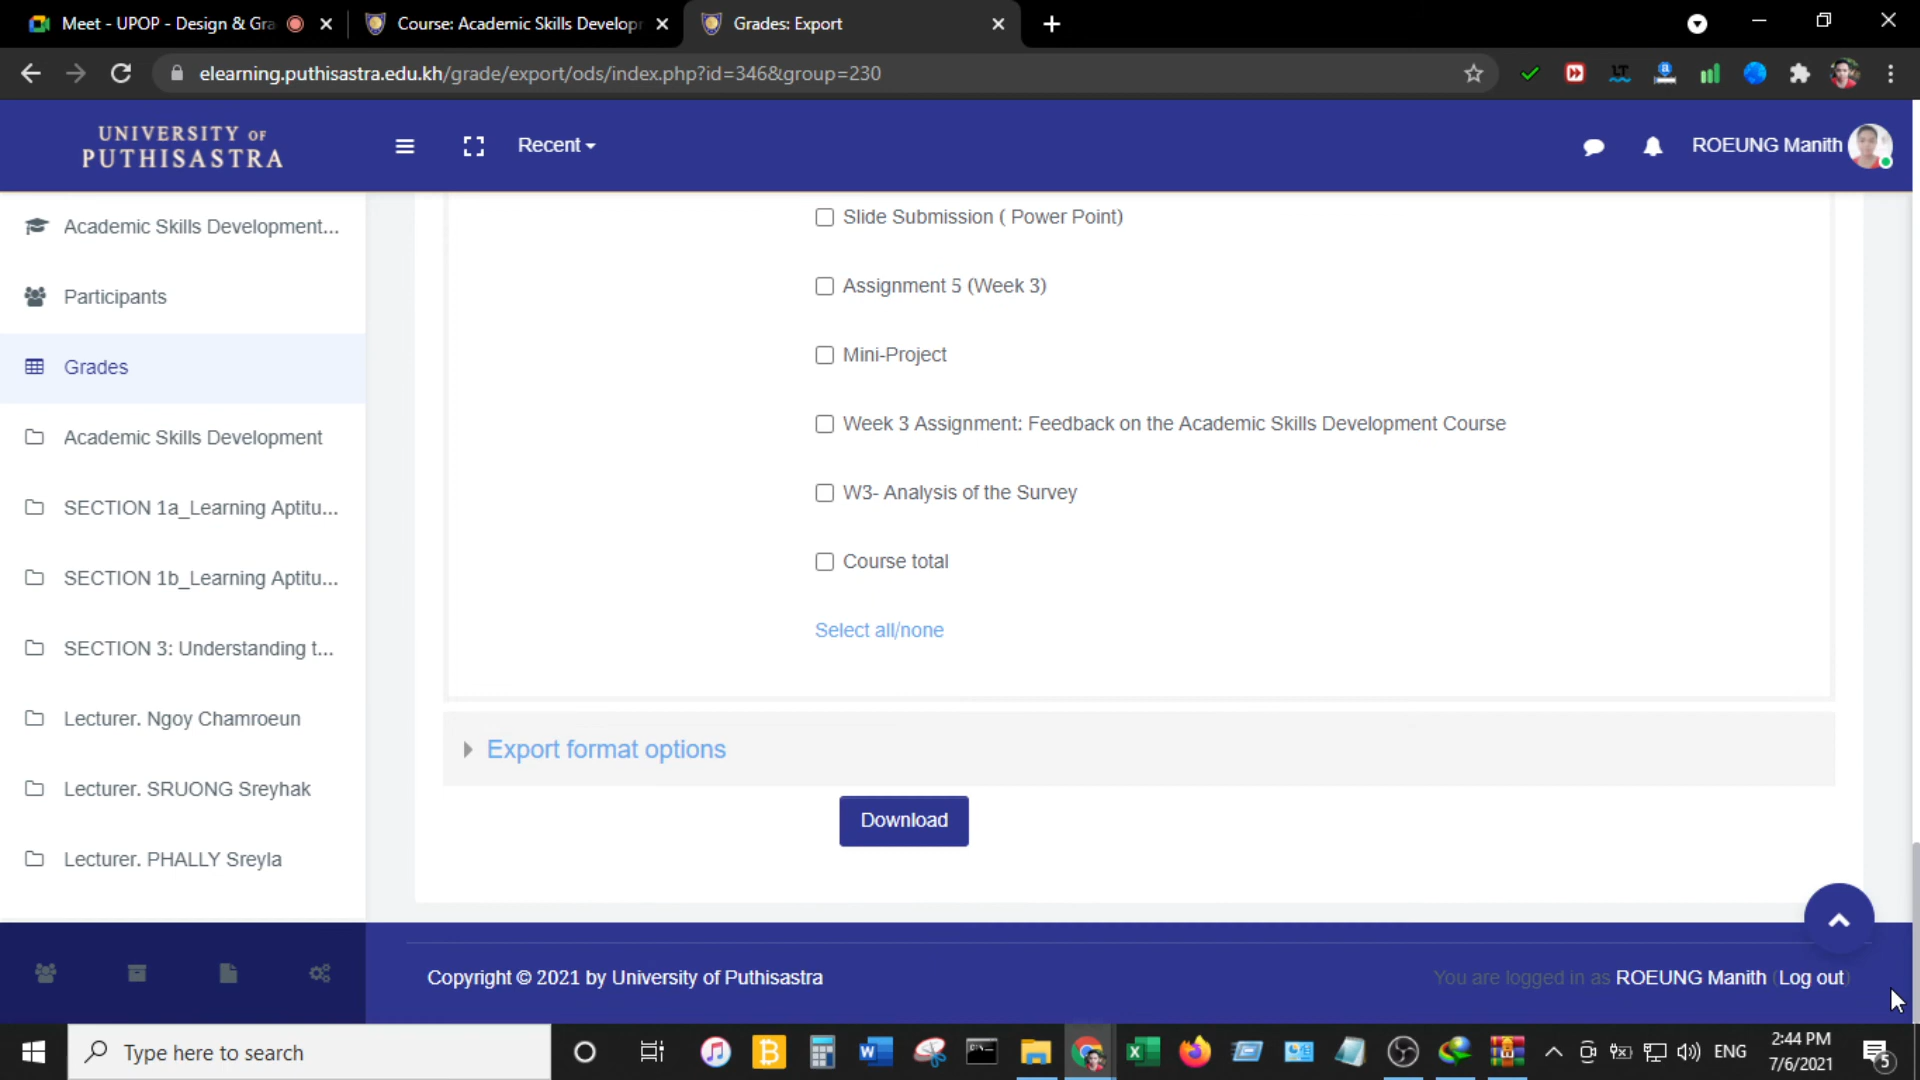 Meet - UPOP - Design & Gra
Course: Academic Skills Develop
Grades: Export
elearning.puthisastra.edu.kh/grade/export/ods/index.php?id=346&group=230
UNIVERSITY OF
PUTHISASTRA
Recent
ROEUNG Manith
Academic Skills Development...
Participants
Grades
Academic Skills Development
SECTION 1a_Learning Aptitu...
SECTION 1b_Learning Aptitu...
SECTION 3: Understanding t...
Lecturer. Ngoy Chamroeun
Lecturer. SRUONG Sreyhak
Lecturer. PHALLY Sreyla
Slide Submission ( Power Point)
Assignment 5 (Week 3)
Mini-Project
Week 3 Assignment: Feedback on the Academic Skills Development Course
W3- Analysis of the Survey
Course total
Select all/none
Export format options
Download
Copyright © 2021 by University of Puthisastra
You are logged in as ROEUNG Manith (Log out)
Type here to search
ENG
2:44 PM
7/6/2021
5